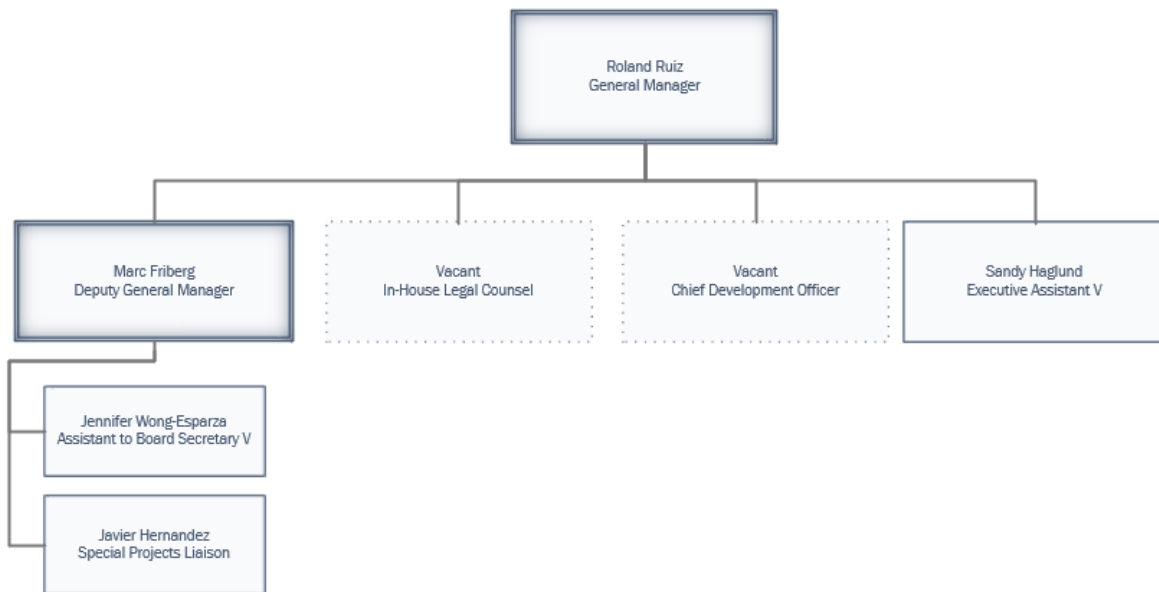 Roland Ruiz
General Manager
Marc Friberg
Deputy General Manager
Vacant
In-House Legal Counsel
Vacant
Chief Development Officer
Sandy Haglund
Executive Assistant V
Jennifer Wong-Esparza
Assistant to Board Secretary V
Javier Hernandez
Special Projects Liaison